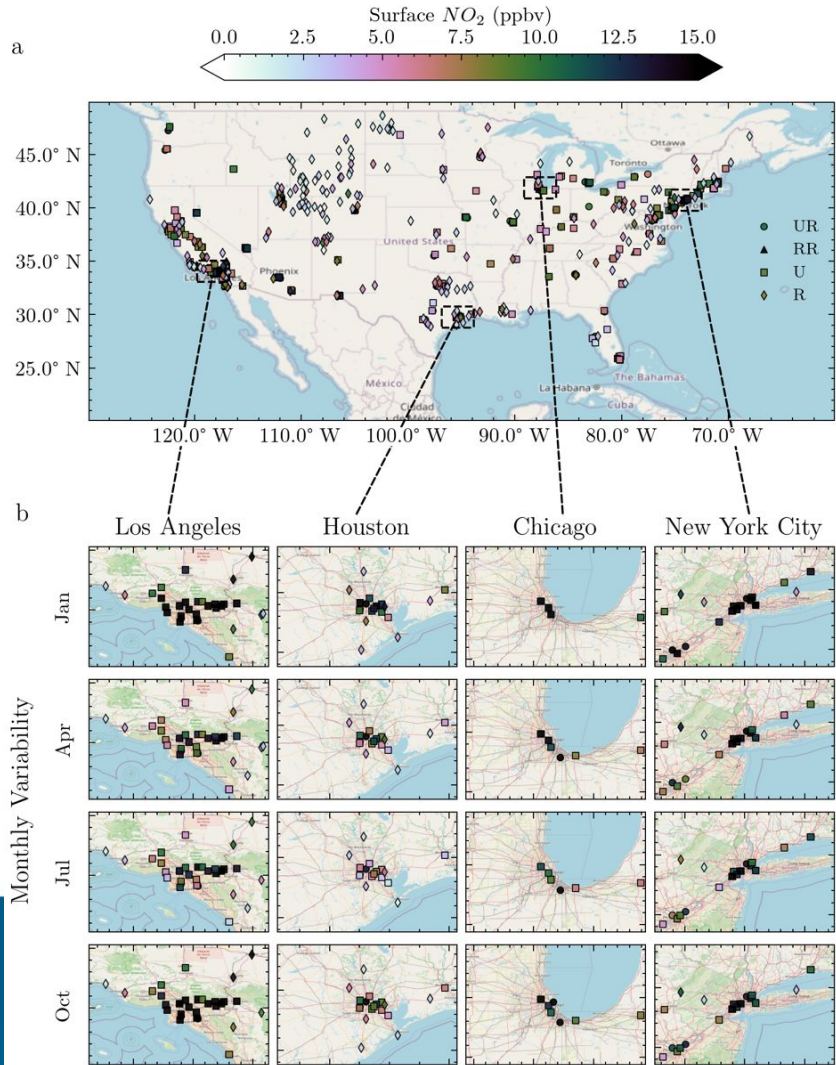 Surface NO₂ (ppbv)
a
0.0 2.5 5.0 7.5 10.0 12.5 15.0
45.0° N
40.0° N
35.0° N
30.0° N
25.0° N
Ottawa
Toronto
United States
Washington
Phoenix
México
Ciudad
de México
La Habana
The Bahamas
Cuba
UR
RR
U
R
120.0° W 110.0° W 100.0° W 90.0° W 80.0° W 70.0° W
b
Los Angeles Houston Chicago New York City
Monthly Variability
Jan
Apr
Jul
Oct